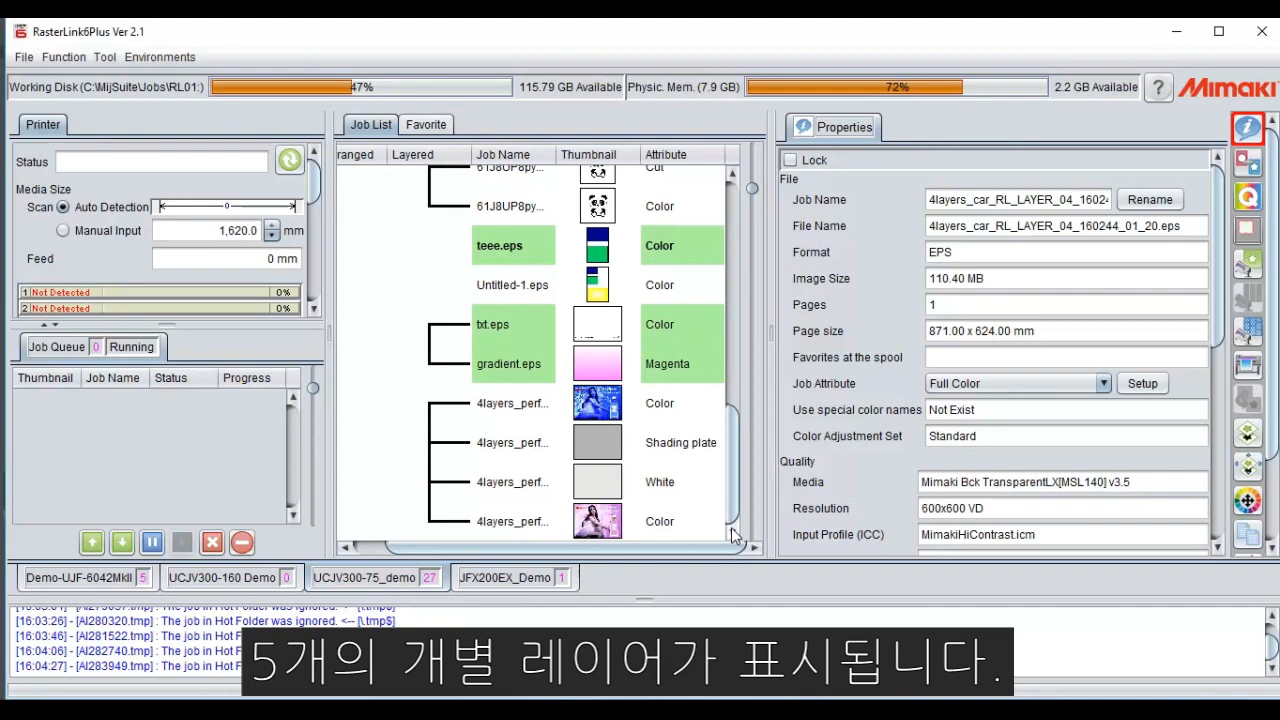 RasterLink6Plus Ver 2.1
File Function Tool Environments
Working Disk (C:\MijSuite\Jobs\RL01:) 47% 115.79 GB Available Physic. Mem. (7.9 GB) 72% 2.2 GB Available ? Mimaki
Printer
Status
Media Size
Scan Auto Detection 0
Manual Input 1,620.0 mm
Feed 0 mm
1 Not Detected 0%
2 Not Detected 0%
Job Queue 0 Running
Thumbnail Job Name Status Progress
Job List Favorite
ranged Layered Job Name Thumbnail Attribute
61J8UP8py... Cut
61J8UP8py... Color
teee.eps Color
Untitled-1.eps Color
txt.eps Color
gradient.eps Magenta
4layers_perf... Color
4layers_perf... Shading plate
4layers_perf... White
4layers_perf... Color
Properties
Lock
File
Job Name 4layers_car_RL_LAYER_04_1602 Rename
File Name 4layers_car_RL_LAYER_04_160244_01_20.eps
Format EPS
Image Size 110.40 MB
Pages 1
Page size 871.00 x 624.00 mm
Favorites at the spool
Job Attribute Full Color Setup
Use special color names Not Exist
Color Adjustment Set Standard
Quality
Media Mimaki Bck TransparentLX[MSL140] v3.5
Resolution 600x600 VD
Input Profile (ICC) MimakiHiContrast.icm
Demo-UJF-6042MkII 5 UCJV300-160 Demo 0 UCJV300-75_demo 27 JFX200EX_Demo 1
[16:03:26] - [AI280320.tmp] : The job in Hot Folder was ignored. <-- [\.tmp$]
[16:03:46] - [AI281522.tmp] : The job in Hot F
[16:04:06] - [AI282740.tmp] : The job in Hot F
[16:04:27] - [AI283949.tmp] : The job in Hot F
5개의 개별 레이어가 표시됩니다.